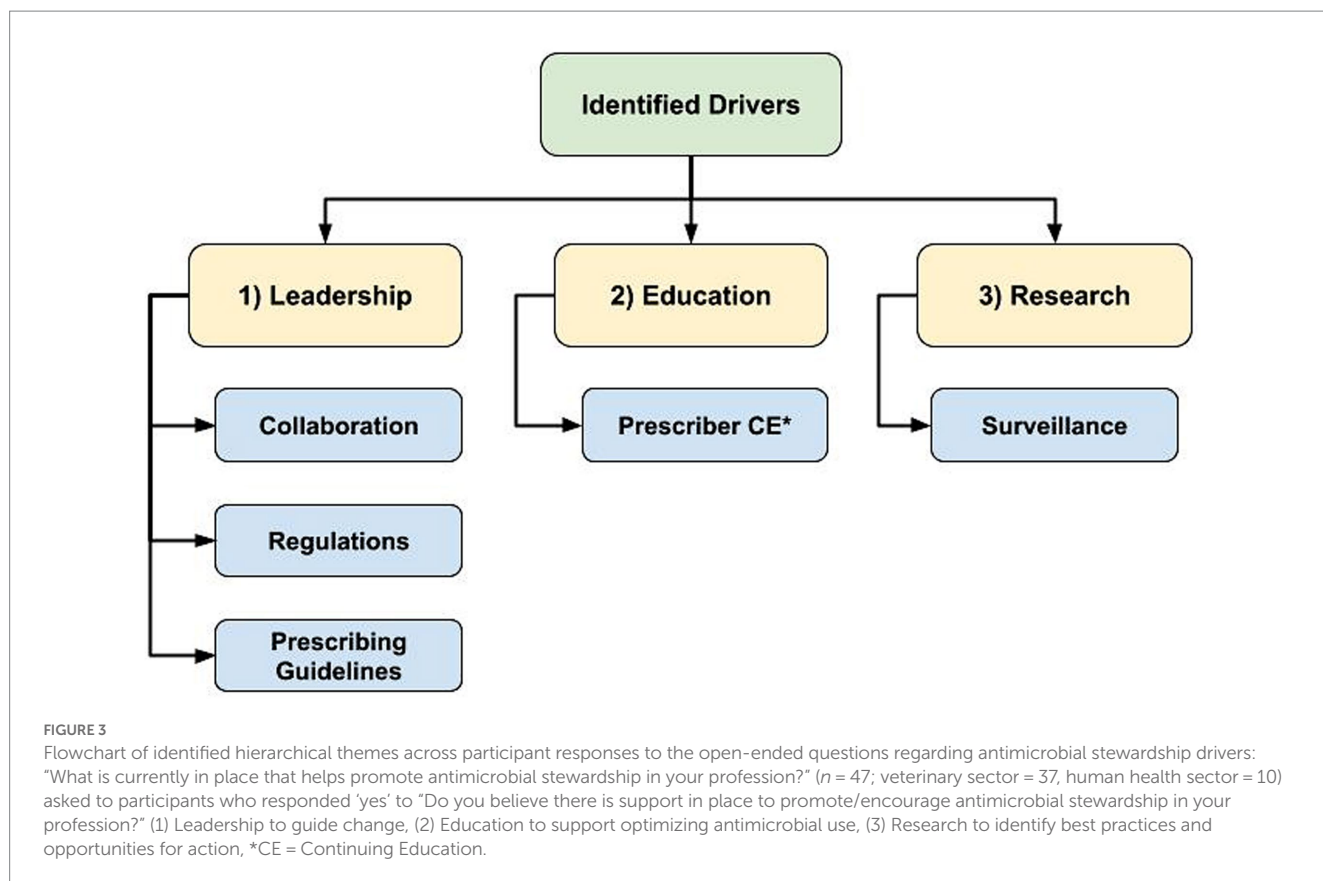 Identified Drivers
1) Leadership
2) Education
3) Research
Collaboration
Prescriber CE*
Surveillance
Regulations
Prescribing
Guidelines
FIGURE 3
Flowchart of identified hierarchical themes across participant responses to the open-ended questions regarding antimicrobial stewardship drivers:
“What is currently in place that helps promote antimicrobial stewardship in your profession?” (n = 47; veterinary sector = 37, human health sector = 10)
asked to participants who responded ‘yes’ to “Do you believe there is support in place to promote/encourage antimicrobial stewardship in your
profession?” (1) Leadership to guide change, (2) Education to support optimizing antimicrobial use, (3) Research to identify best practices and
opportunities for action, *CE = Continuing Education.